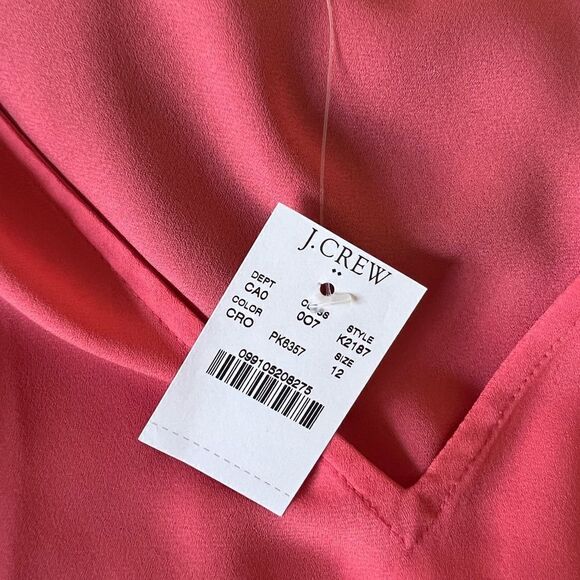 J.CREW
DEPT CLASS STYLE
CA0 007 K2187
COLOR SIZE
CRO PK6357 12
099105208275